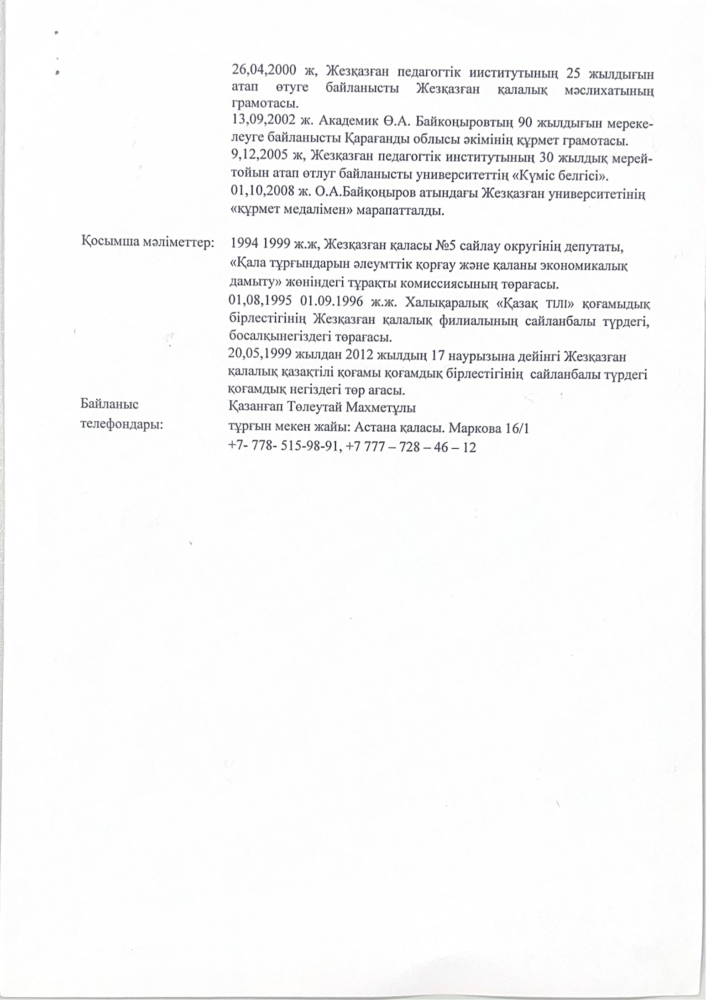 26,04,2000 ж, Жезқазған педагогтік ииститутының 25 жылдығын
атап өтуге байланысты Жезқазған қалалық мәслихатының
грамотасы.
13,09,2002 ж. Академик Ө.А. Байкоңыровтың 90 жылдығын мереке-
леуге байланысты Қарағанды облысы әкімінің құрмет грамотасы.
9,12,2005 ж, Жезқазған педагогтік институтының 30 жылдық мерей-
тойын атап өтлуг байланысты университеттің «Күміс белгісі».
01,10,2008 ж. О.А.Байқоңыров атындағы Жезқазған университетінің
«құрмет медалімен» марапатталды.
Қосымша мәліметтер: 1994 1999 ж.ж, Жезқазған қаласы №5 сайлау округінің депутаты,
«Қала тұрғындарын әлеумттік қорғау және қаланы экономикалық
дамыту» жөніндегі тұрақты комиссиясының төрағасы.
01,08,1995 01.09.1996 ж.ж. Халықаралық «Қазақ ТІЛІ» қоғамыдық
бірлестігінің Жезқазған қалалық филиалының сайланбалы түрдегі,
босалқынегіздегі төрағасы.
20,05,1999 жылдан 2012 жылдың 17 наурызына дейінгі Жезқазған
қалалық қазақтілі қоғамы қоғамдық бірлестігінің сайланбалы түрдегі
қоғамдық негіздегі төр ағасы.
Байланыс Қазанғап Төлеутай Махметұлы
телефондары: тұрғын мекен жайы: Астана қаласы. Маркова 16/1
+7- 778- 515-98-91, +7 777 – 728 – 46 – 12